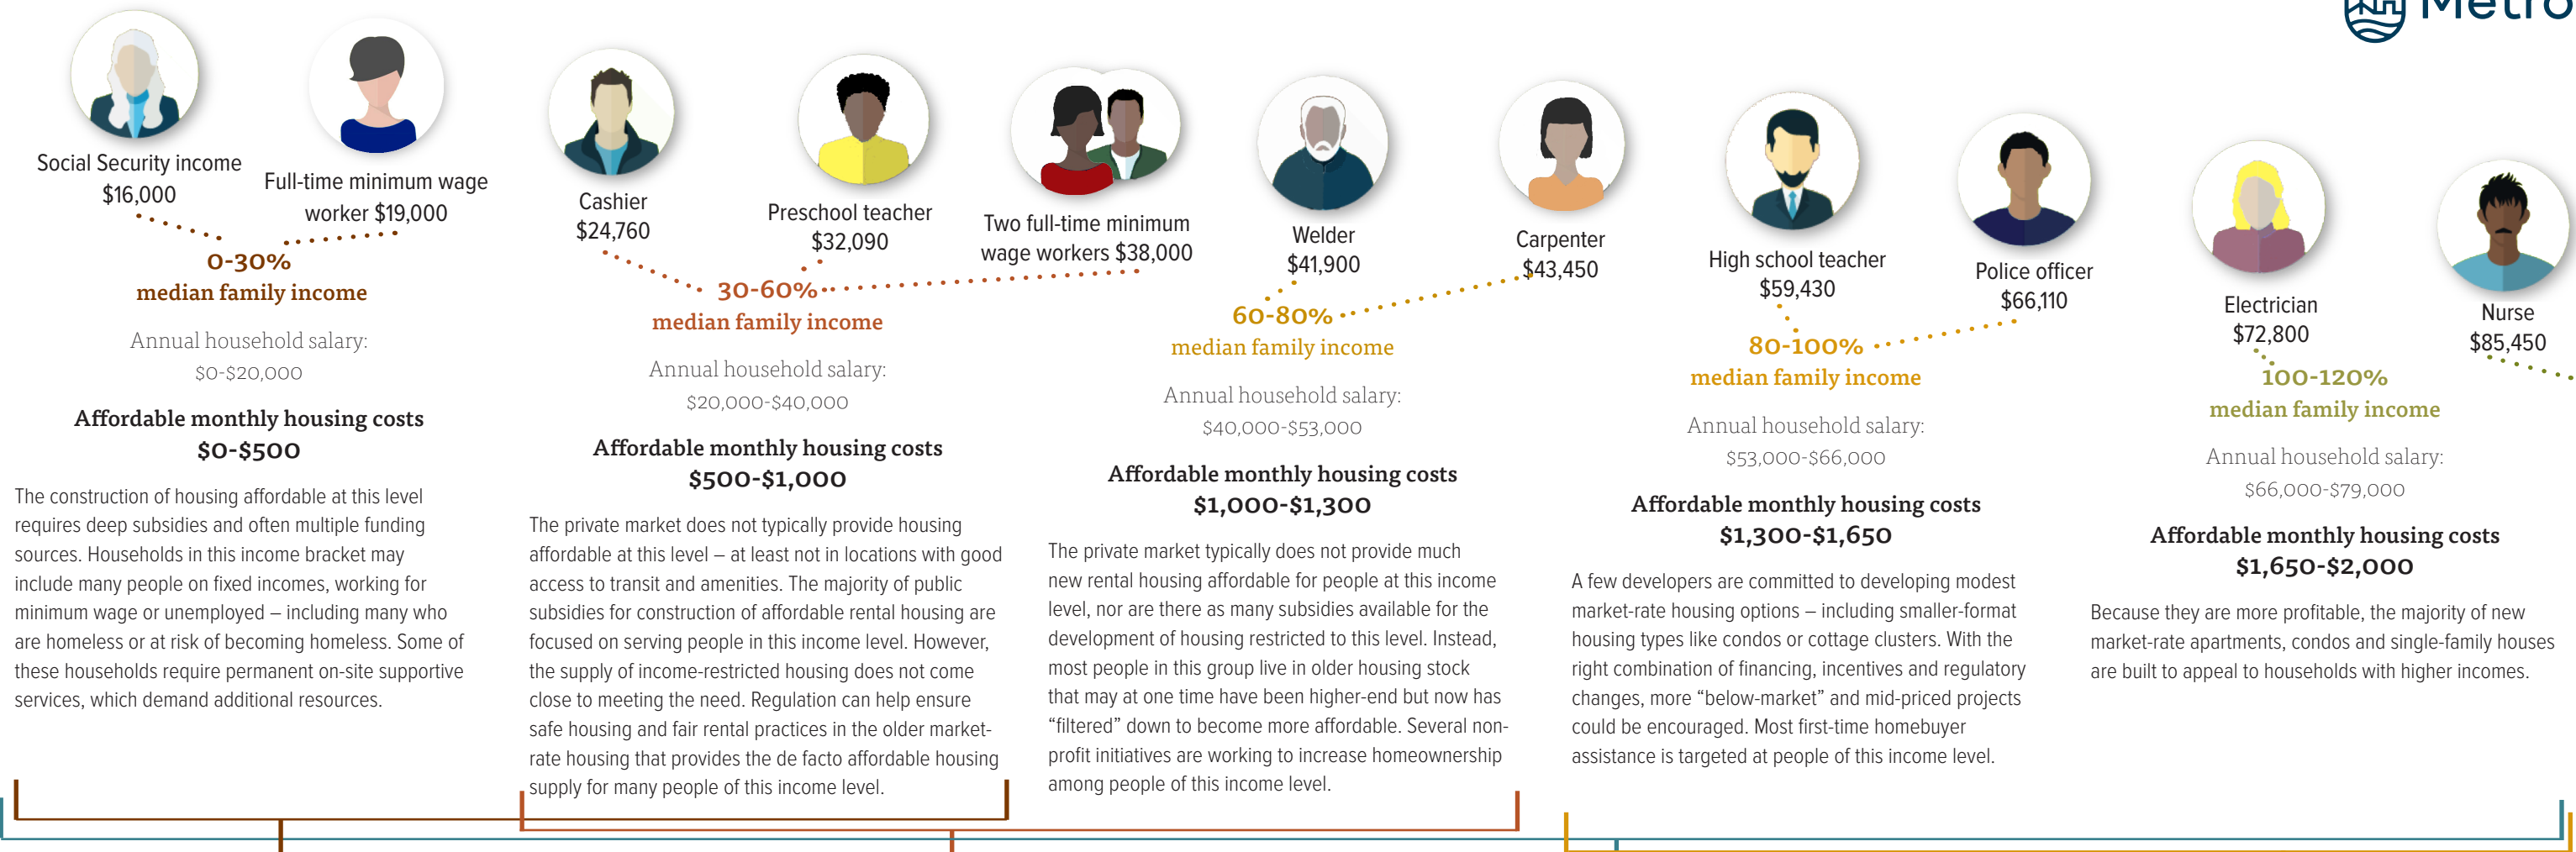 Metro
Social Security income
$16,000
Full-time minimum wage
worker $19,000
0-30%
median family income
Annual household salary:
$0-$20,000
Affordable monthly housing costs
$0-$500
The construction of housing affordable at this level
requires deep subsidies and often multiple funding
sources. Households in this income bracket may
include many people on fixed incomes, working for
minimum wage or unemployed – including many who
are homeless or at risk of becoming homeless. Some of
these households require permanent on-site supportive
services, which demand additional resources.
Cashier
$24,760
Preschool teacher
$32,090
Two full-time minimum
wage workers $38,000
30-60%
median family income
Annual household salary:
$20,000-$40,000
Affordable monthly housing costs
$500-$1,000
The private market does not typically provide housing
affordable at this level – at least not in locations with good
access to transit and amenities. The majority of public
subsidies for construction of affordable rental housing are
focused on serving people in this income level. However,
the supply of income-restricted housing does not come
close to meeting the need. Regulation can help ensure
safe housing and fair rental practices in the older market-
rate housing that provides the de facto affordable housing
supply for many people of this income level.
Welder
$41,900
Carpenter
$43,450
60-80%
median family income
Annual household salary:
$40,000-$53,000
Affordable monthly housing costs
$1,000-$1,300
The private market typically does not provide much
new rental housing affordable for people at this income
level, nor are there as many subsidies available for the
development of housing restricted to this level. Instead,
most people in this group live in older housing stock
that may at one time have been higher-end but now has
“filtered” down to become more affordable. Several non-
profit initiatives are working to increase homeownership
among people of this income level.
High school teacher
$59,430
Police officer
$66,110
80-100%
median family income
Annual household salary:
$53,000-$66,000
Affordable monthly housing costs
$1,300-$1,650
A few developers are committed to developing modest
market-rate housing options – including smaller-format
housing types like condos or cottage clusters. With the
right combination of financing, incentives and regulatory
changes, more “below-market” and mid-priced projects
could be encouraged. Most first-time homebuyer
assistance is targeted at people of this income level.
Electrician
$72,800
Nurse
$85,450
100-120%
median family income
Annual household salary:
$66,000-$79,000
Affordable monthly housing costs
$1,650-$2,000
Because they are more profitable, the majority of new
market-rate apartments, condos and single-family houses
are built to appeal to households with higher incomes.